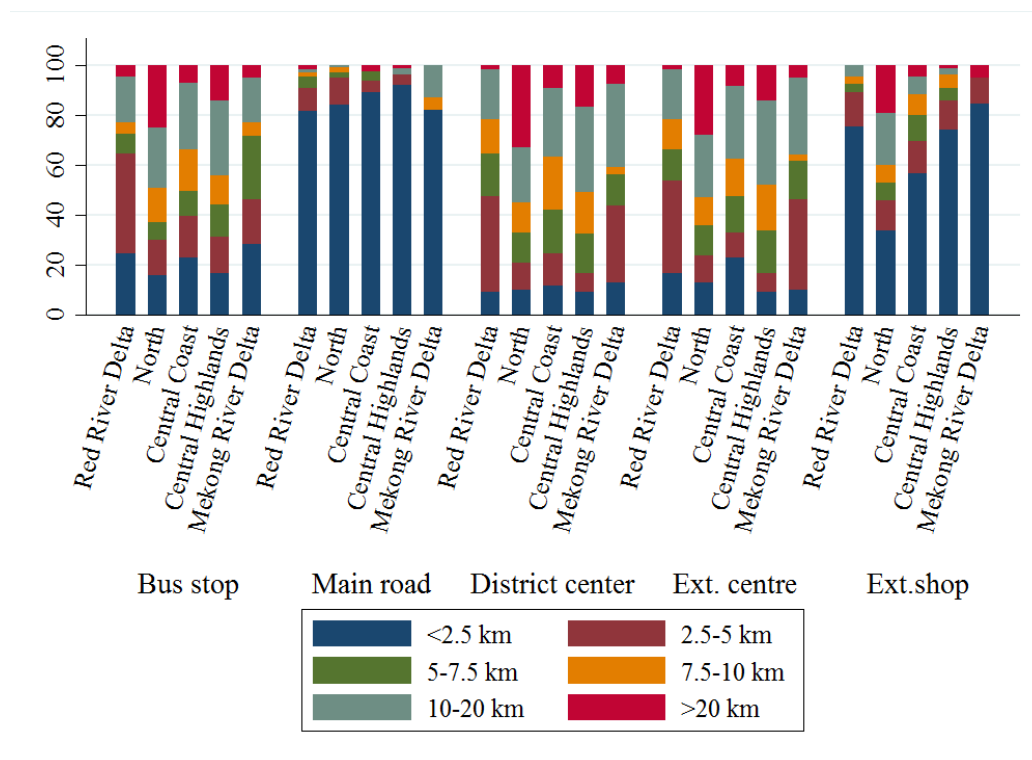 100
80
60
40
20
0
Red River Delta
North
Central Coast
Central Highlands
Mekong River Delta
Red River Delta
North
Central Coast
Central Highlands
Mekong River Delta
Red River Delta
North
Central Coast
Central Highlands
Mekong River Delta
Red River Delta
North
Central Coast
Central Highlands
Mekong River Delta
Red River Delta
North
Central Coast
Central Highlands
Mekong River Delta
Bus stop Main road District center Ext. centre Ext.shop
<2.5 km 2.5-5 km
5-7.5 km 7.5-10 km
10-20 km >20 km